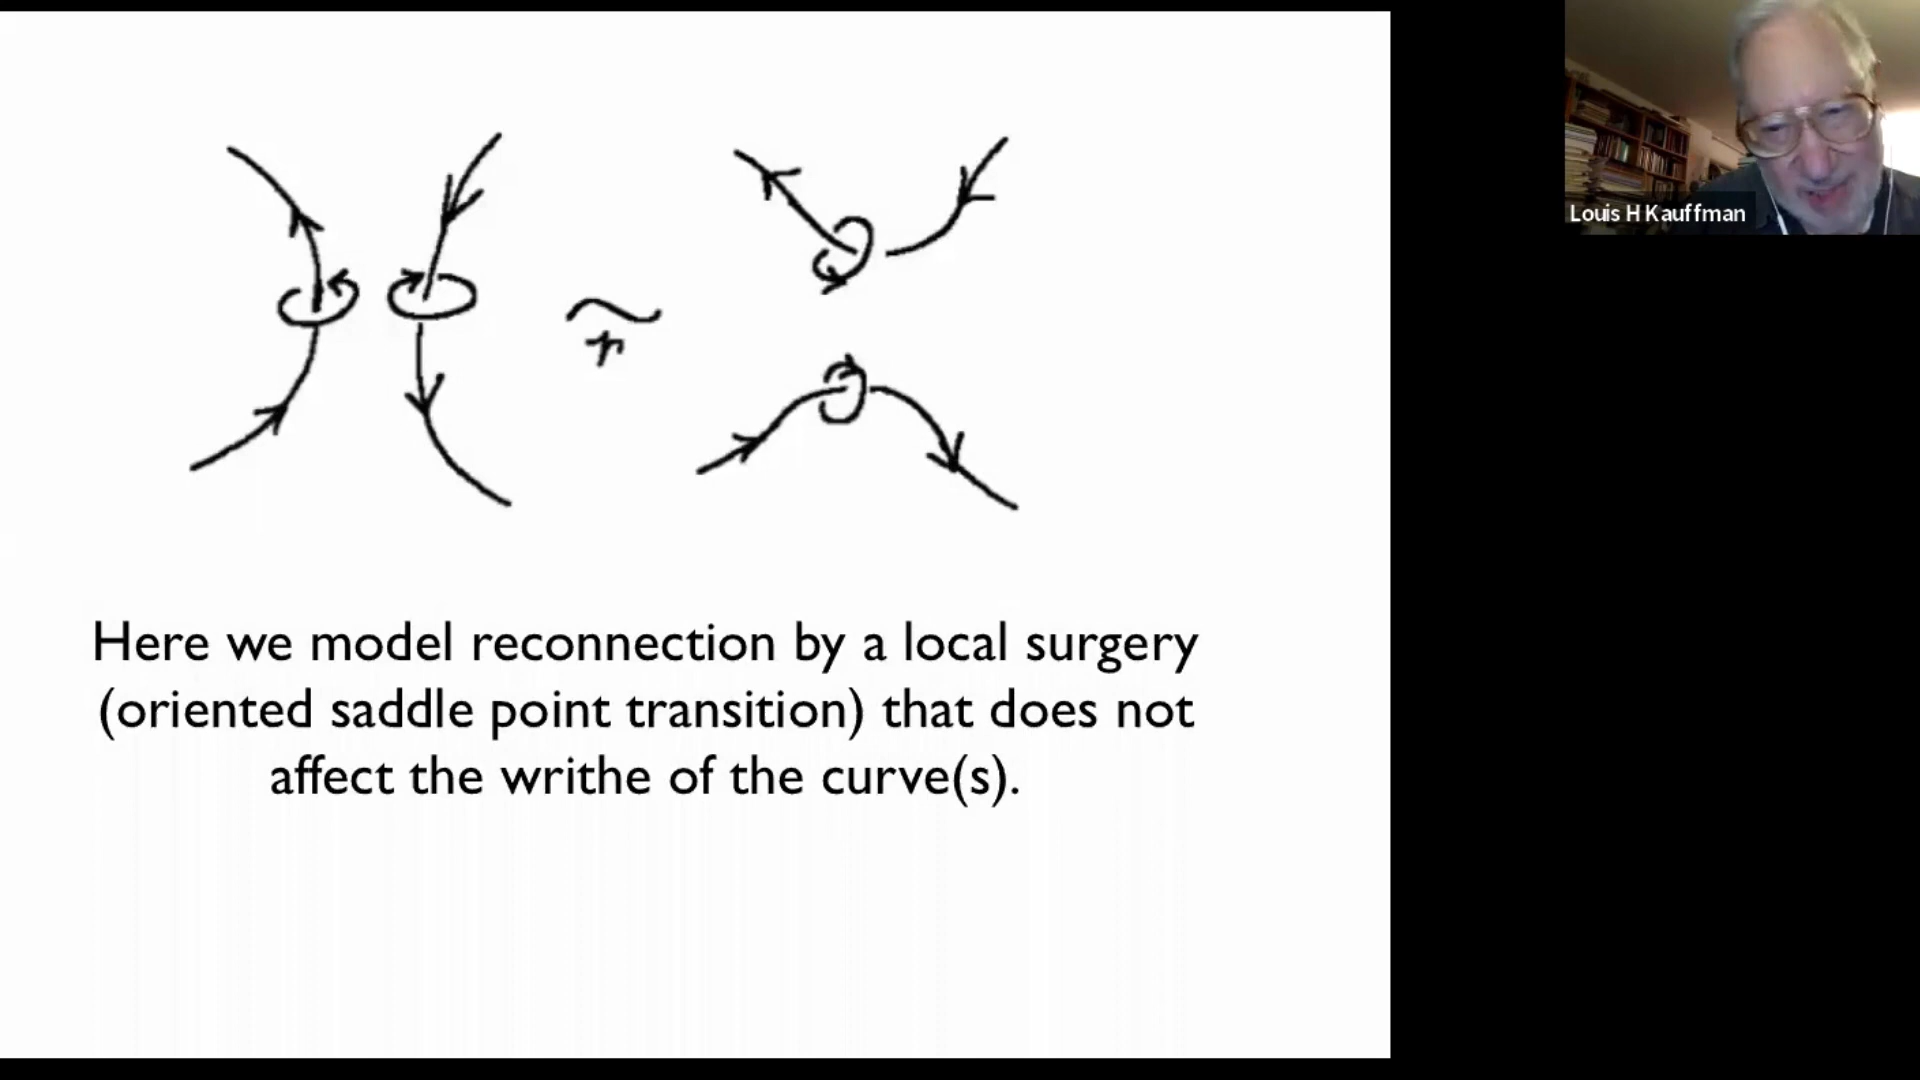 Louis H Kauffman
r
Here we model reconnection by a local surgery
(oriented saddle point transition) that does not
affect the writhe of the curve(s).